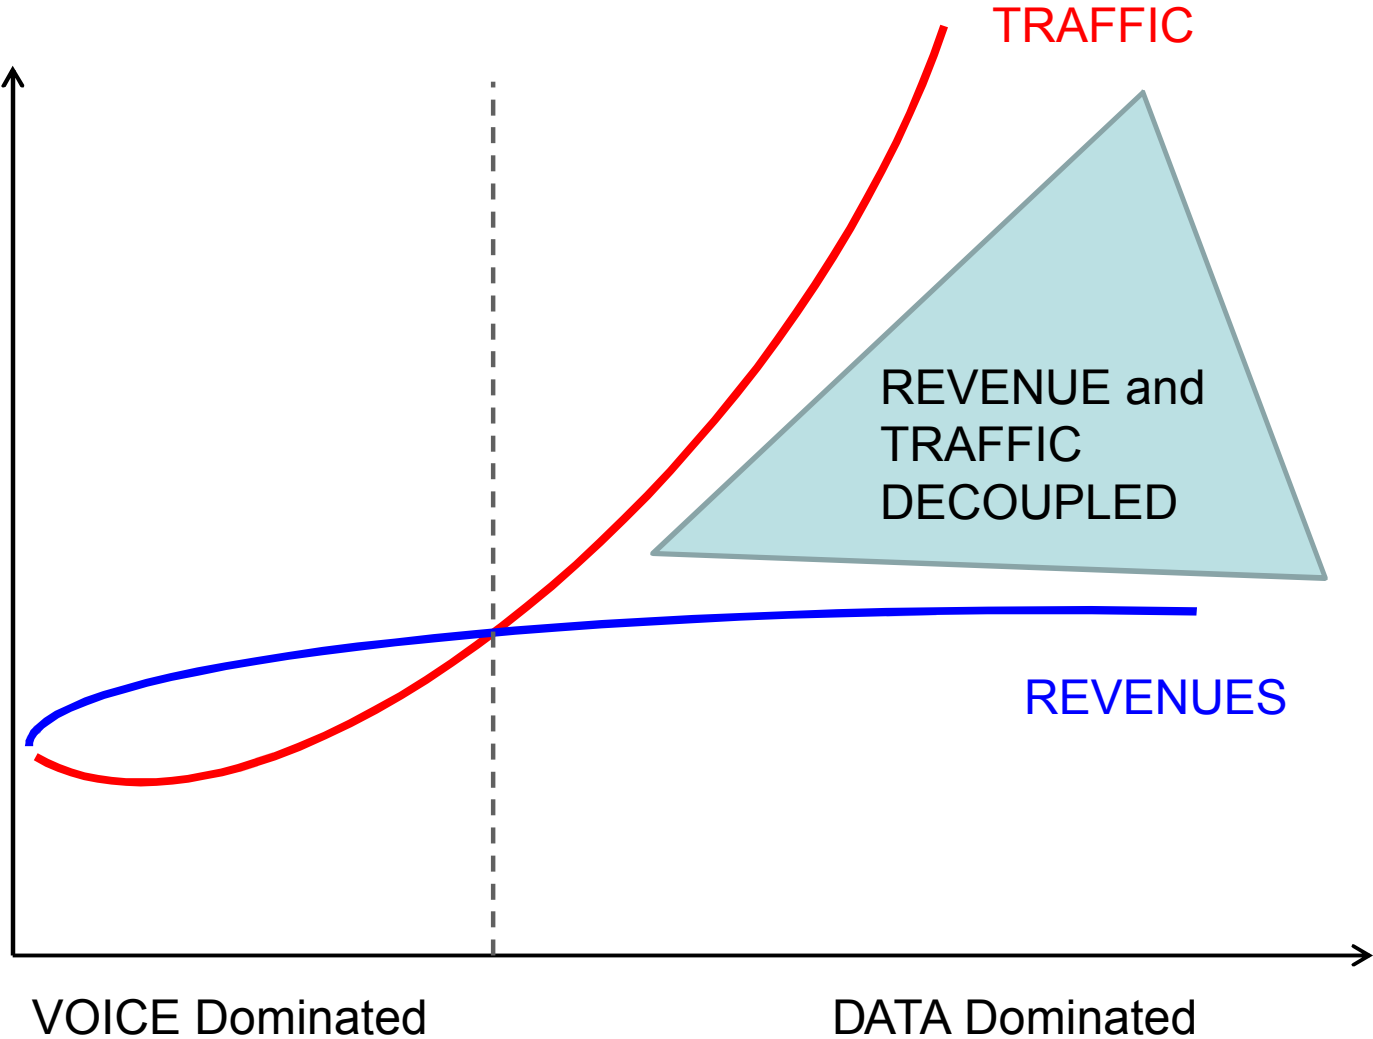 TRAFFIC
REVENUE and
TRAFFIC
DECOUPLED
REVENUES
VOICE Dominated
DATA Dominated